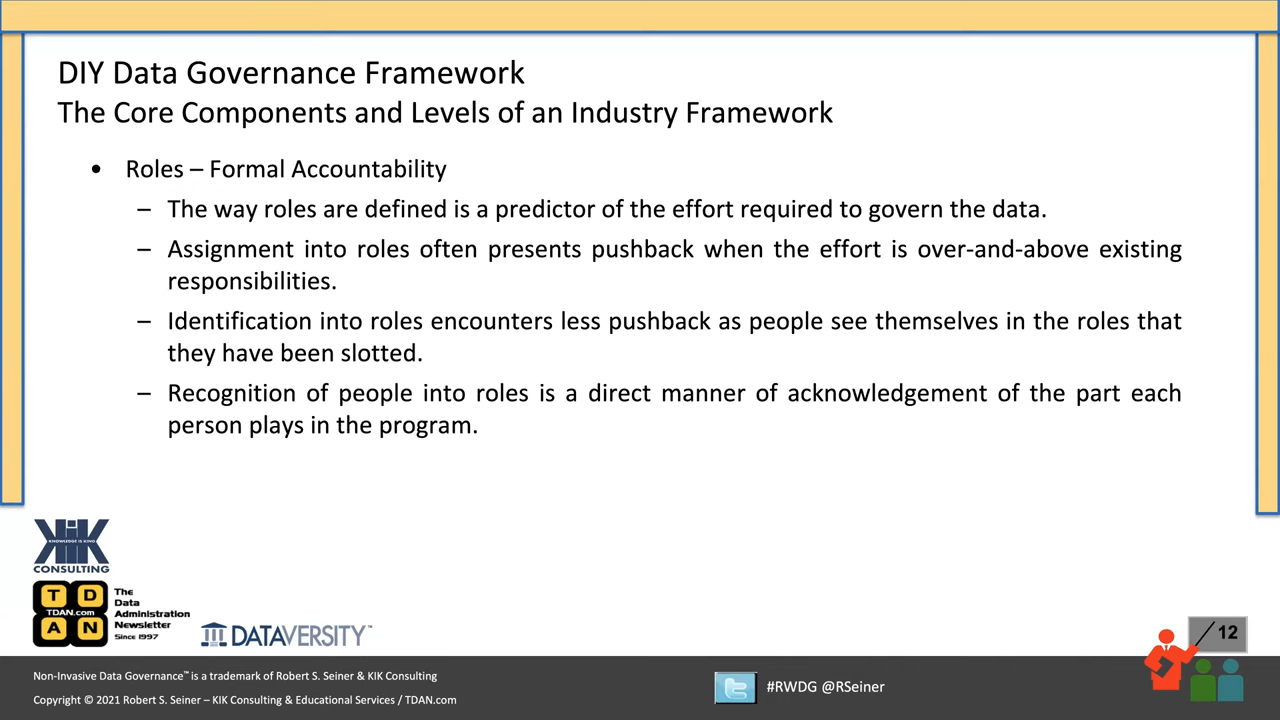 DIY Data Governance Framework
The Core Components and Levels of an Industry Framework
• Roles – Formal Accountability
– The way roles are defined is a predictor of the effort required to govern the data.
– Assignment into roles often presents pushback when the effort is over-and-above existing
responsibilities.
– Identification into roles encounters less pushback as people see themselves in the roles that
they have been slotted.
– Recognition of people into roles is a direct manner of acknowledgement of the part each
person plays in the program.
KIK
KNOWLEDGE IS KING
CONSULTING
T D
TDAN.com
A N
The
Data
Administration
Newsletter
Since 1997
DATAVERSITY™
12
Non-Invasive Data Governance™ is a trademark of Robert S. Seiner & KIK Consulting
Copyright © 2021 Robert S. Seiner – KIK Consulting & Educational Services / TDAN.com
#RWDG @RSeiner